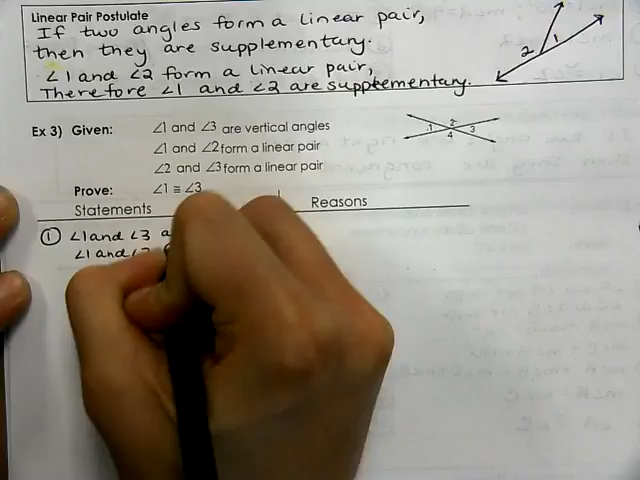 Linear Pair Postulate
If two angles form a linear pair,
then they are supplementary.
∠1 and ∠2 form a linear pair,
Therefore ∠1 and ∠2 are supplementary.
2 1
Ex 3) Given: ∠1 and ∠3 are vertical angles
∠1 and ∠2 form a linear pair
∠2 and ∠3 form a linear pair
1 2 3 4
Prove: ∠1 ≅ ∠3
Statements Reasons
① ∠1 and ∠3
∠1 and